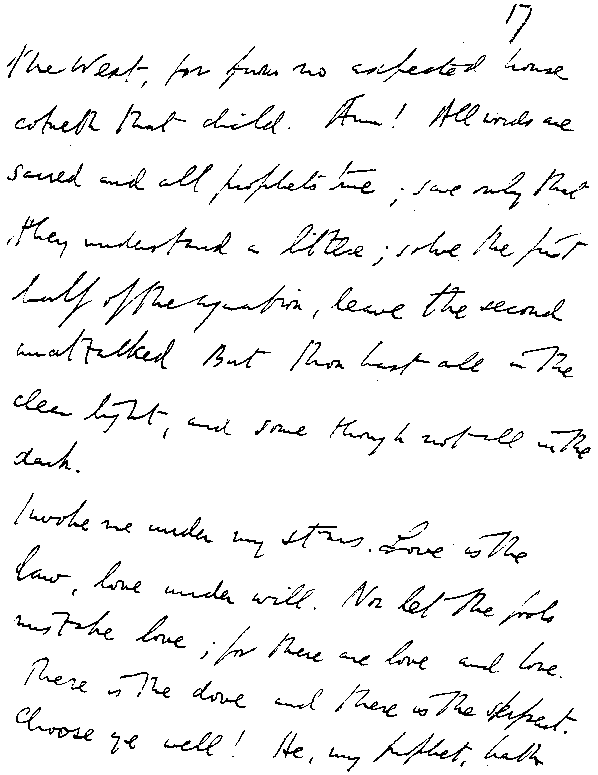 17
the West, for from no expected house
cometh that child. Aum! All words are
sacred and all prophets true; save only that
they understand a little; solve the first
half of the equation, leave the second
unattacked But thou hast all in the
clear light, and some though not all in the
dark.
Invoke me under my stars. Love is the
law, love under will. Nor let the fools
mistake love; for there are love and love.
There is the dove and there is the serpent.
Choose ye well! He, my prophet, hath